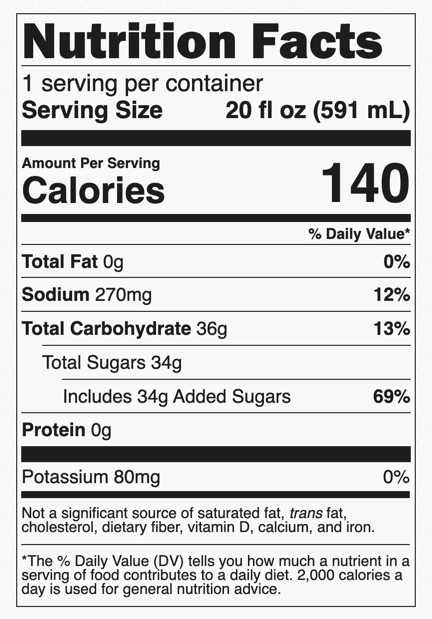 Nutrition Facts
1 serving per container
Serving Size 20 fl oz (591 mL)
Amount Per Serving
Calories 140
% Daily Value*
Total Fat 0g 0%
Sodium 270mg 12%
Total Carbohydrate 36g 13%
Total Sugars 34g
Includes 34g Added Sugars 69%
Protein 0g
Potassium 80mg 0%
Not a significant source of saturated fat, trans fat,
cholesterol, dietary fiber, vitamin D, calcium, and iron.
*The % Daily Value (DV) tells you how much a nutrient in a
serving of food contributes to a daily diet. 2,000 calories a
day is used for general nutrition advice.